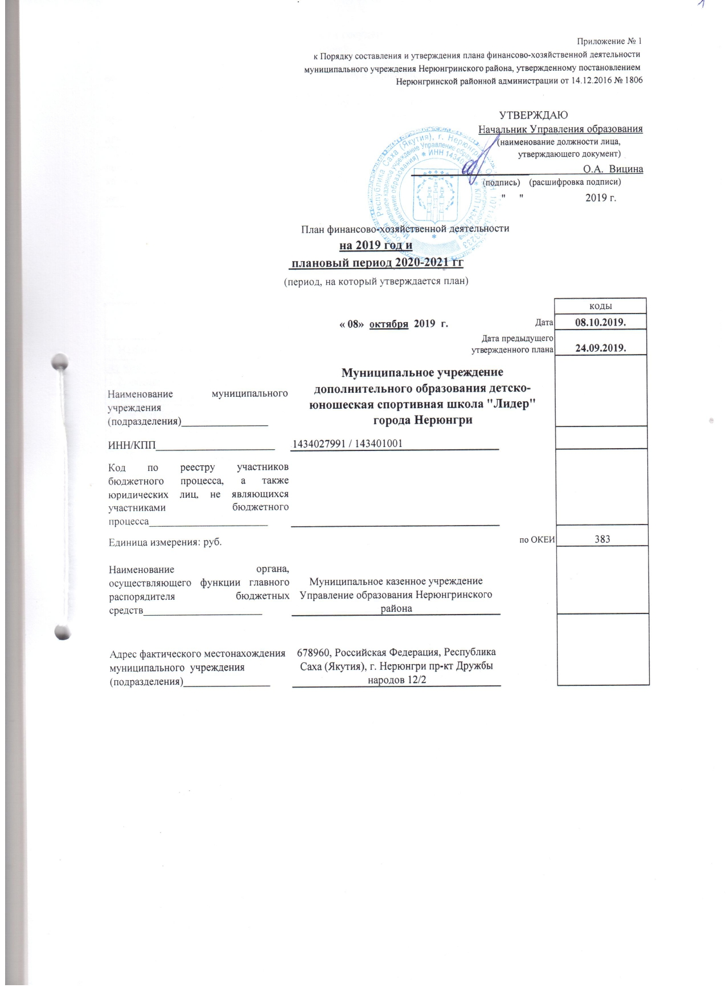 1
Приложение № 1
к Порядку составления и утверждения плана финансово-хозяйственной деятельности
муниципального учреждения Нерюнгринского района, утвержденному постановлением
Нерюнгринской районной администрации от 14.12.2016 № 1806
УТВЕРЖДАЮ
Начальник Управления образования
(наименование должности лица,
утверждающего документ)
О.А. Вицина
(подпись) (расшифровка подписи)
" " 2019 г.
План финансово-хозяйственной деятельности
на 2019 год и
плановый период 2020-2021 гг
(период, на который утверждается план)
коды
« 08» октября 2019 г. Дата 08.10.2019.
Дата предыдущего
утвержденного плана 24.09.2019.
Наименование муниципального
учреждения
(подразделения)________________
Муниципальное учреждение
дополнительного образования детско-
юношеская спортивная школа "Лидер"
города Нерюнгри
ИНН/КПП______________________ 1434027991 / 143401001
Код по реестру участников
бюджетного процесса, а также
юридических лиц, не являющихся
участниками бюджетного
процесса______________________
Единица измерения: руб. по ОКЕИ 383
Наименование органа,
осуществляющего функции главного
распорядителя бюджетных
средств______________________
Муниципальное казенное учреждение
Управление образования Нерюнгринского
района
Адрес фактического местонахождения
муниципального учреждения
(подразделения)________________
678960, Российская Федерация, Республика
Саха (Якутия), г. Нерюнгри пр-кт Дружбы
народов 12/2